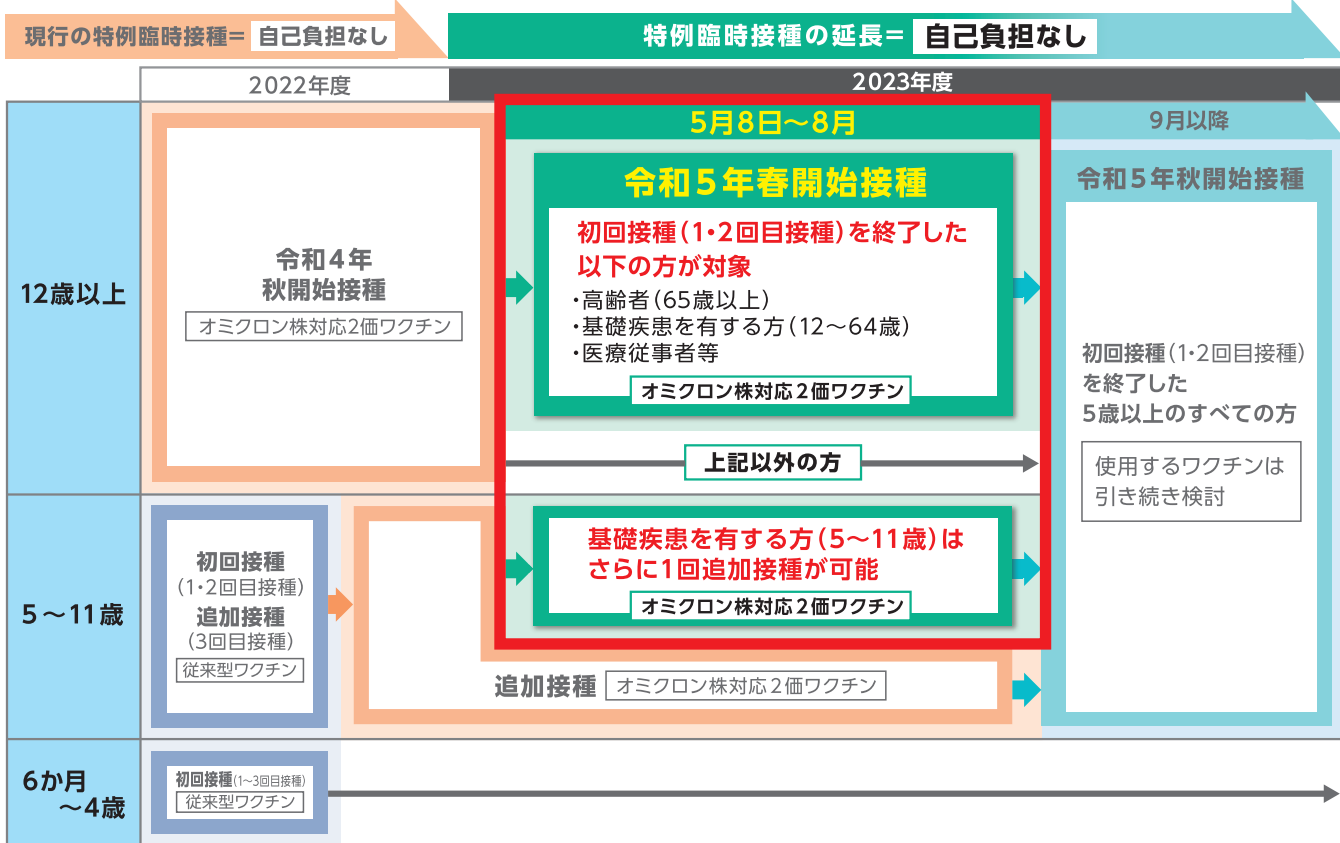 現行の特例臨時接種＝ 自己負担なし
特例臨時接種の延長＝ 自己負担なし
2022年度
2023年度
5月8日～8月
9月以降
12歳以上
令和４年
秋開始接種
オミクロン株対応2価ワクチン
令和５年春開始接種
初回接種（1・2回目接種）を終了した
以下の方が対象
・高齢者（65歳以上）
・基礎疾患を有する方（12～64歳）
・医療従事者等
オミクロン株対応２価ワクチン
上記以外の方
令和５年秋開始接種
初回接種（1・2回目接種）
を終了した
5歳以上のすべての方
使用するワクチンは
引き続き検討
5～11歳
初回接種
（1・2回目接種）
追加接種
（3回目接種）
従来型ワクチン
基礎疾患を有する方（5～11歳）は
さらに1回追加接種が可能
オミクロン株対応２価ワクチン
追加接種 オミクロン株対応２価ワクチン
6か月
～4歳
初回接種（1～3回目接種）
従来型ワクチン